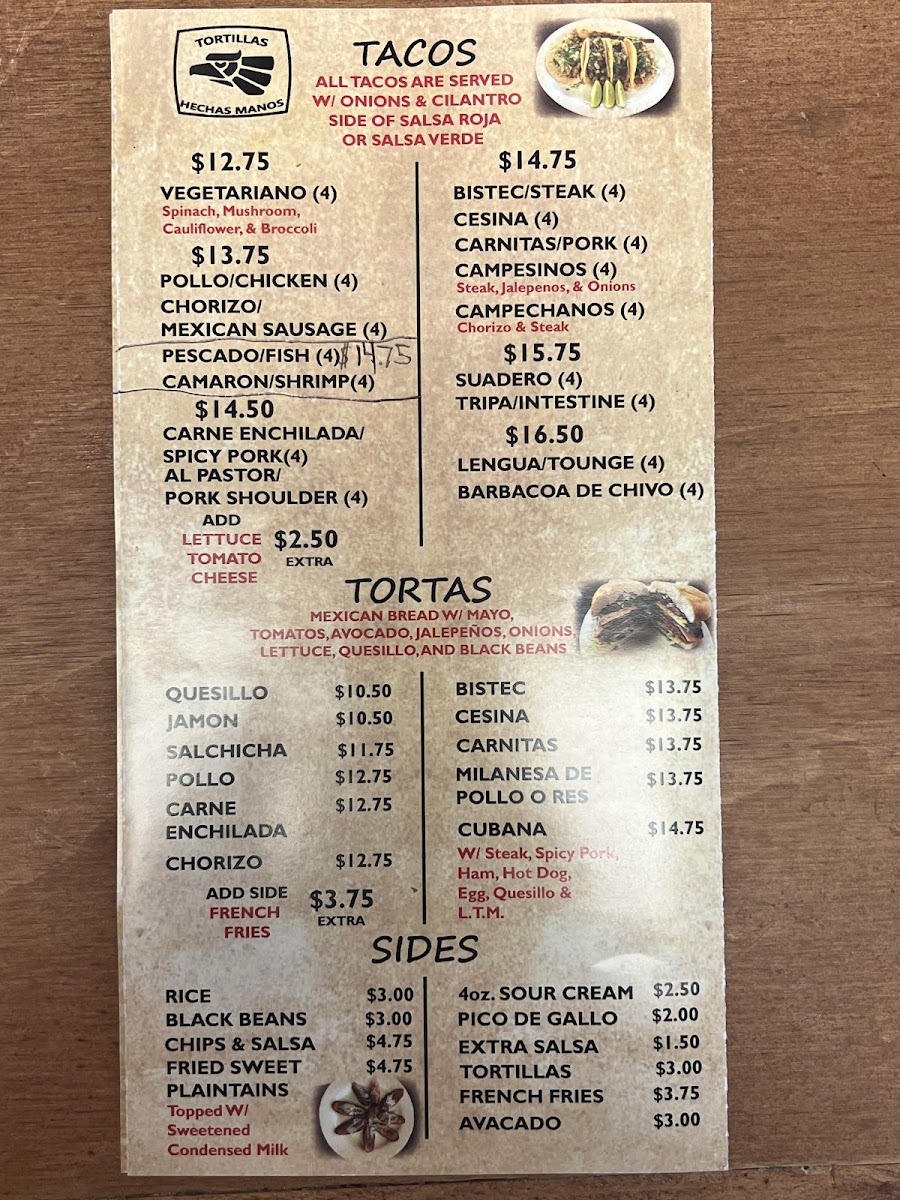 TORTILLAS
HECHAS MANOS
TACOS
ALL TACOS ARE SERVED
W/ ONIONS & CILANTRO
SIDE OF SALSA ROJA
OR SALSA VERDE
$12.75
VEGETARIANO (4)
Spinach, Mushroom,
Cauliflower, & Broccoli
$13.75
POLLO/CHICKEN (4)
CHORIZO/
MEXICAN SAUSAGE (4)
PESCADO/FISH (4) $14.75
CAMARON/SHRIMP(4)
$14.50
CARNE ENCHILADA/
SPICY PORK(4)
AL PASTOR/
PORK SHOULDER (4)
ADD
LETTUCE
TOMATO
CHEESE
$2.50
EXTRA
$14.75
BISTEC/STEAK (4)
CESINA (4)
CARNITAS/PORK (4)
CAMPESINOS (4)
Steak, Jalepenos, & Onions
CAMPECHANOS (4)
Chorizo & Steak
$15.75
SUADERO (4)
TRIPA/INTESTINE (4)
$16.50
LENGUA/TOUNGE (4)
BARBACOA DE CHIVO (4)
TORTAS
MEXICAN BREAD W/ MAYO,
TOMATOS, AVOCADO, JALEPEÑOS, ONIONS,
LETTUCE, QUESILLO, AND BLACK BEANS
QUESILLO $10.50
JAMON $10.50
SALCHICHA $11.75
POLLO $12.75
CARNE $12.75
ENCHILADA
CHORIZO $12.75
ADD SIDE
FRENCH
FRIES
$3.75
EXTRA
BISTEC $13.75
CESINA $13.75
CARNITAS $13.75
MILANESA DE $13.75
POLLO O RES
CUBANA $14.75
W/ Steak, Spicy Pork,
Ham, Hot Dog,
Egg, Quesillo &
L.T.M.
SIDES
RICE $3.00
BLACK BEANS $3.00
CHIPS & SALSA $4.75
FRIED SWEET $4.75
PLAINTAINS
Topped W/
Sweetened
Condensed Milk
4oz. SOUR CREAM $2.50
PICO DE GALLO $2.00
EXTRA SALSA $1.50
TORTILLAS $3.00
FRENCH FRIES $3.75
AVACADO $3.00